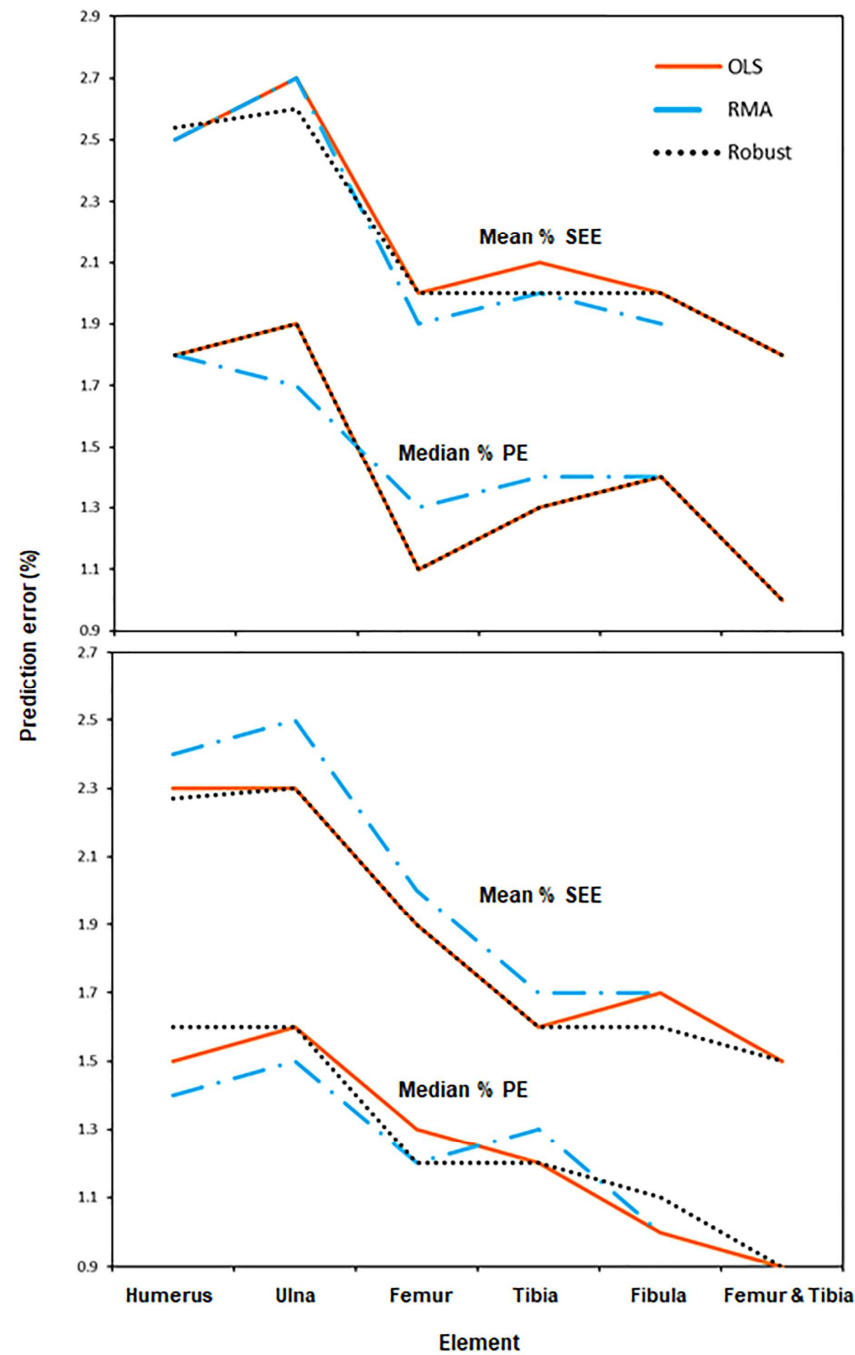 2.9
2.7
2.5
2.3
2.1
1.9
1.7
1.5
1.3
1.1
0.9
OLS
RMA
Robust
Mean % SEE
Median % PE
Prediction error (%)
2.7
2.5
2.3
2.1
1.9
1.7
1.5
1.3
1.1
0.9
Mean % SEE
Median % PE
Humerus Ulna Femur Tibia Fibula Femur & Tibia
Element